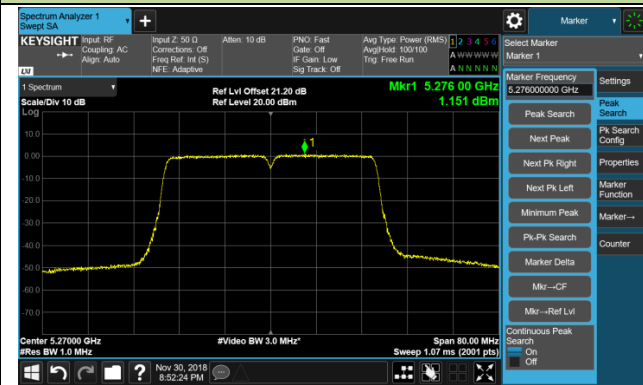 Spectrum Analyzer 1
Swept SA
+
Marker
KEYSIGHT
Input: RF
Coupling: AC
Align: Auto
Input Z: 50 Ω
Corrections: Off
Freq Ref: Int (S)
NFE: Adaptive
Atten: 10 dB
PNO: Fast
Gate: Off
IF Gain: Low
Sig Track: Off
Avg Type: Power (RMS)
Avg|Hold: 100/100
Trig: Free Run
1 2 3 4 5 6
A W W W W W
A N N N N N
LXI
Select Marker
Marker 1
1 Spectrum
Scale/Div 10 dB
Log
Ref Lvl Offset 21.20 dB
Ref Level 20.00 dBm
Mkr1 5.276 00 GHz
1.151 dBm
10.0
0.00
-10.0
-20.0
-30.0
-40.0
-50.0
-60.0
-70.0
1
Center 5.27000 GHz
#Res BW 1.0 MHz
#Video BW 3.0 MHz*
Span 80.00 MHz
Sweep 1.07 ms (2001 pts)
Marker Frequency
5.276000000 GHz
Peak Search
Next Peak
Next Pk Right
Next Pk Left
Minimum Peak
Pk-Pk Search
Marker Delta
Mkr→CF
Mkr→Ref Lvl
Continuous Peak
Search
On
Off
Settings
Peak
Search
Pk Search
Config
Properties
Marker
Function
Marker→
Counter
?
Nov 30, 2018
8:52:24 PM